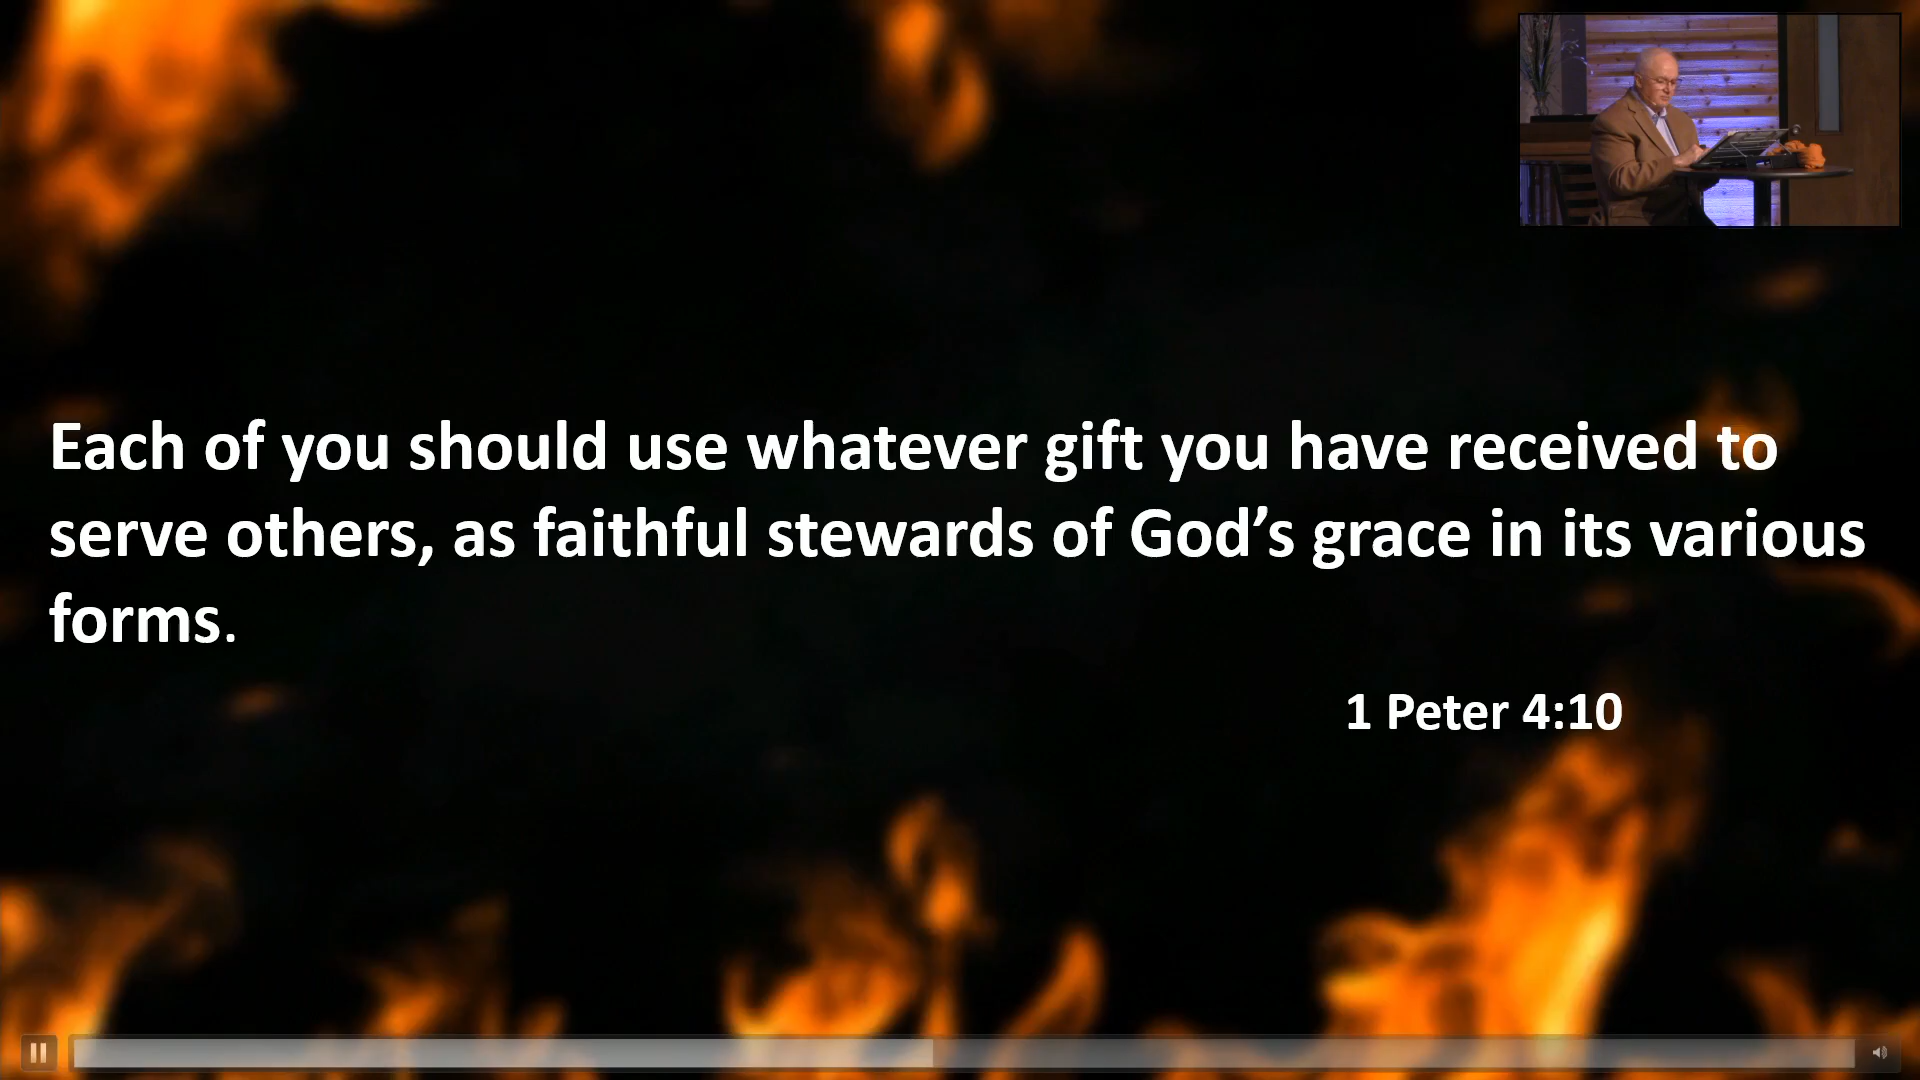 Each of you should use whatever gift you have received to
serve others, as faithful stewards of God’s grace in its various
forms.
1 Peter 4:10